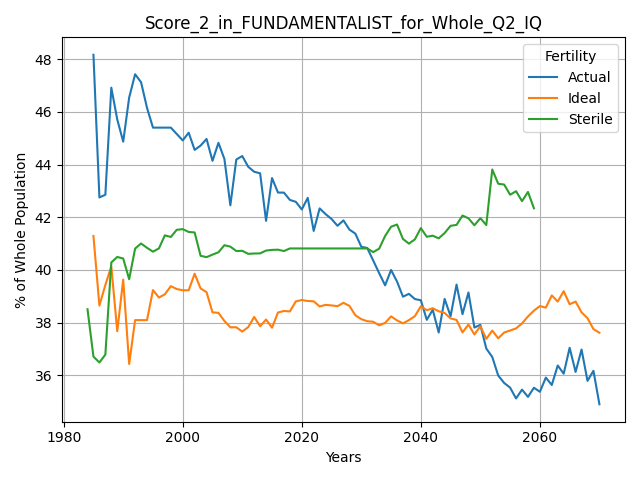 Score_2_in_FUNDAMENTALIST_for_Whole_Q2_IQ
Fertility
Actual
Ideal
Sterile
% of Whole Population
48
46
44
42
40
38
36
1980
2000
2020
2040
2060
Years